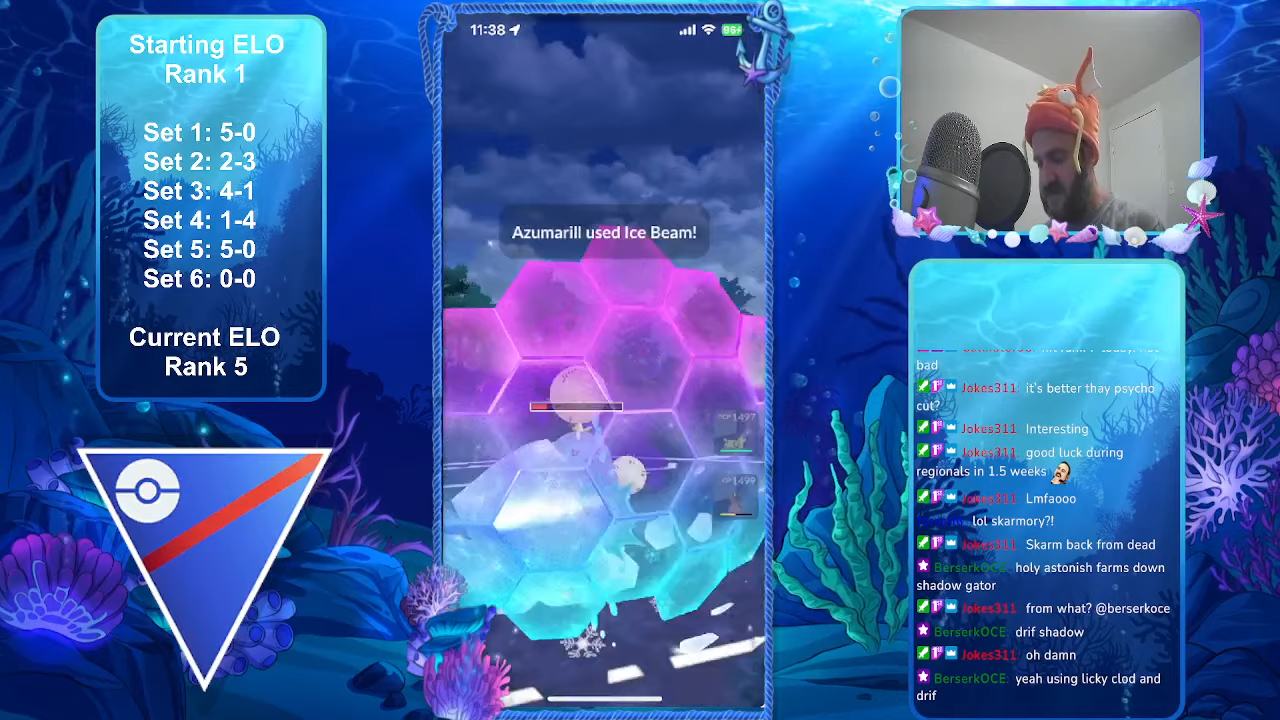 Starting ELO
Rank 1
Set 1: 5-0
Set 2: 2-3
Set 3: 4-1
Set 4: 1-4
Set 5: 5-0
Set 6: 0-0
Current ELO
Rank 5
11:38
Azumarill used Ice Beam!
CP 1497
CP 1499
bad
Jokes311: it's better thay psycho
cut?
Jokes311: Interesting
Jokes311: good luck during
regionals in 1.5 weeks
Jokes311: Lmfaooo
lol skarmory?!
Jokes311: Skarm back from dead
BerserkOCE: holy astonish farms down
shadow gator
Jokes311: from what? @berserkoce
BerserkOCE: drif shadow
Jokes311: oh damn
BerserkOCE: yeah using licky clod and
drif